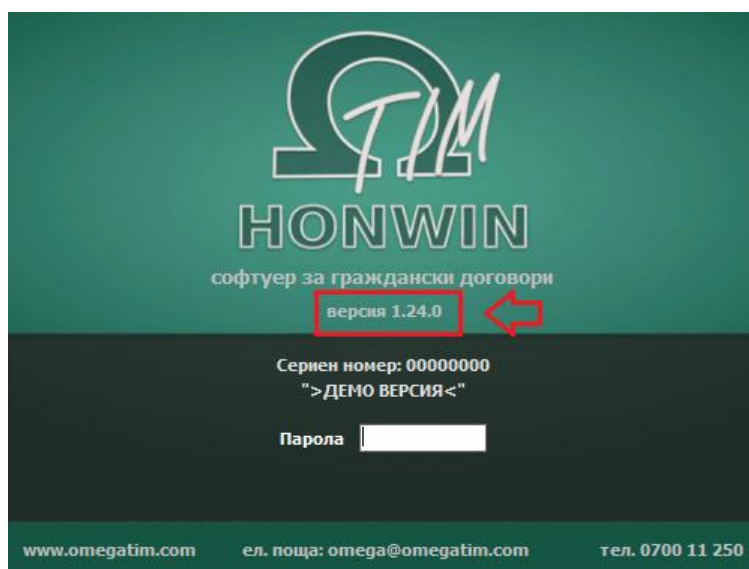 ΩTIM
HONWIN
софтуер за граждански договори
версия 1.24.0
Сериен номер: 00000000
">ДЕМО ВЕРСИЯ<"
Парола
www.omegatim.com ел. поща: omega@omegatim.com тел. 0700 11 250